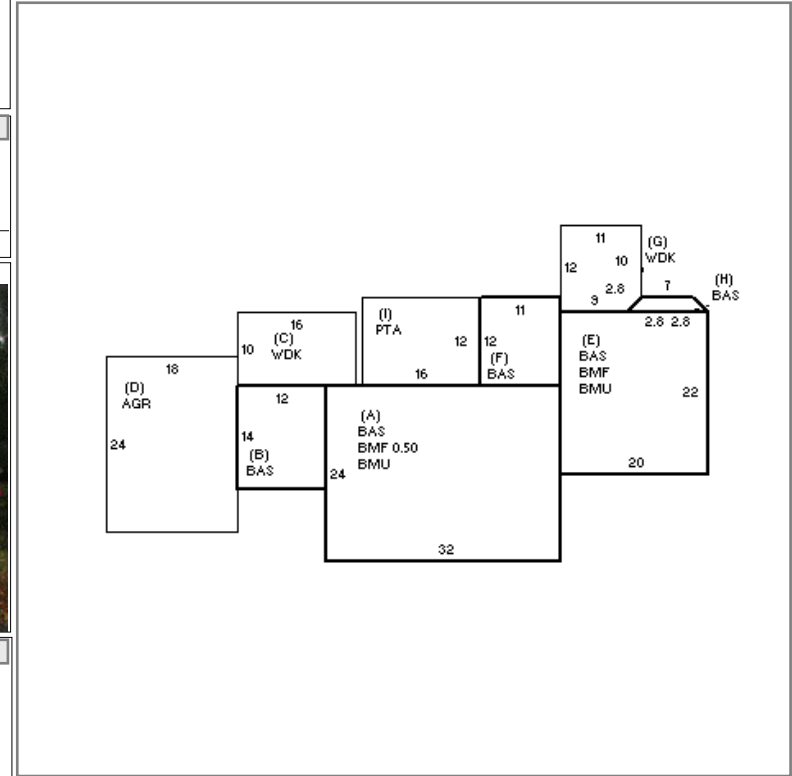 11
(G)
WDK
12
10
2.8
7
(H)
BAS
9
2.8 2.8
(I)
PTA
11
12
12
(F)
BAS
16
16
(C)
WDK
10
(E)
BAS
BMF
BMU
22
20
18
(D)
AGR
24
12
14
(B)
BAS
(A)
BAS
BMF 0.50
BMU
24
32